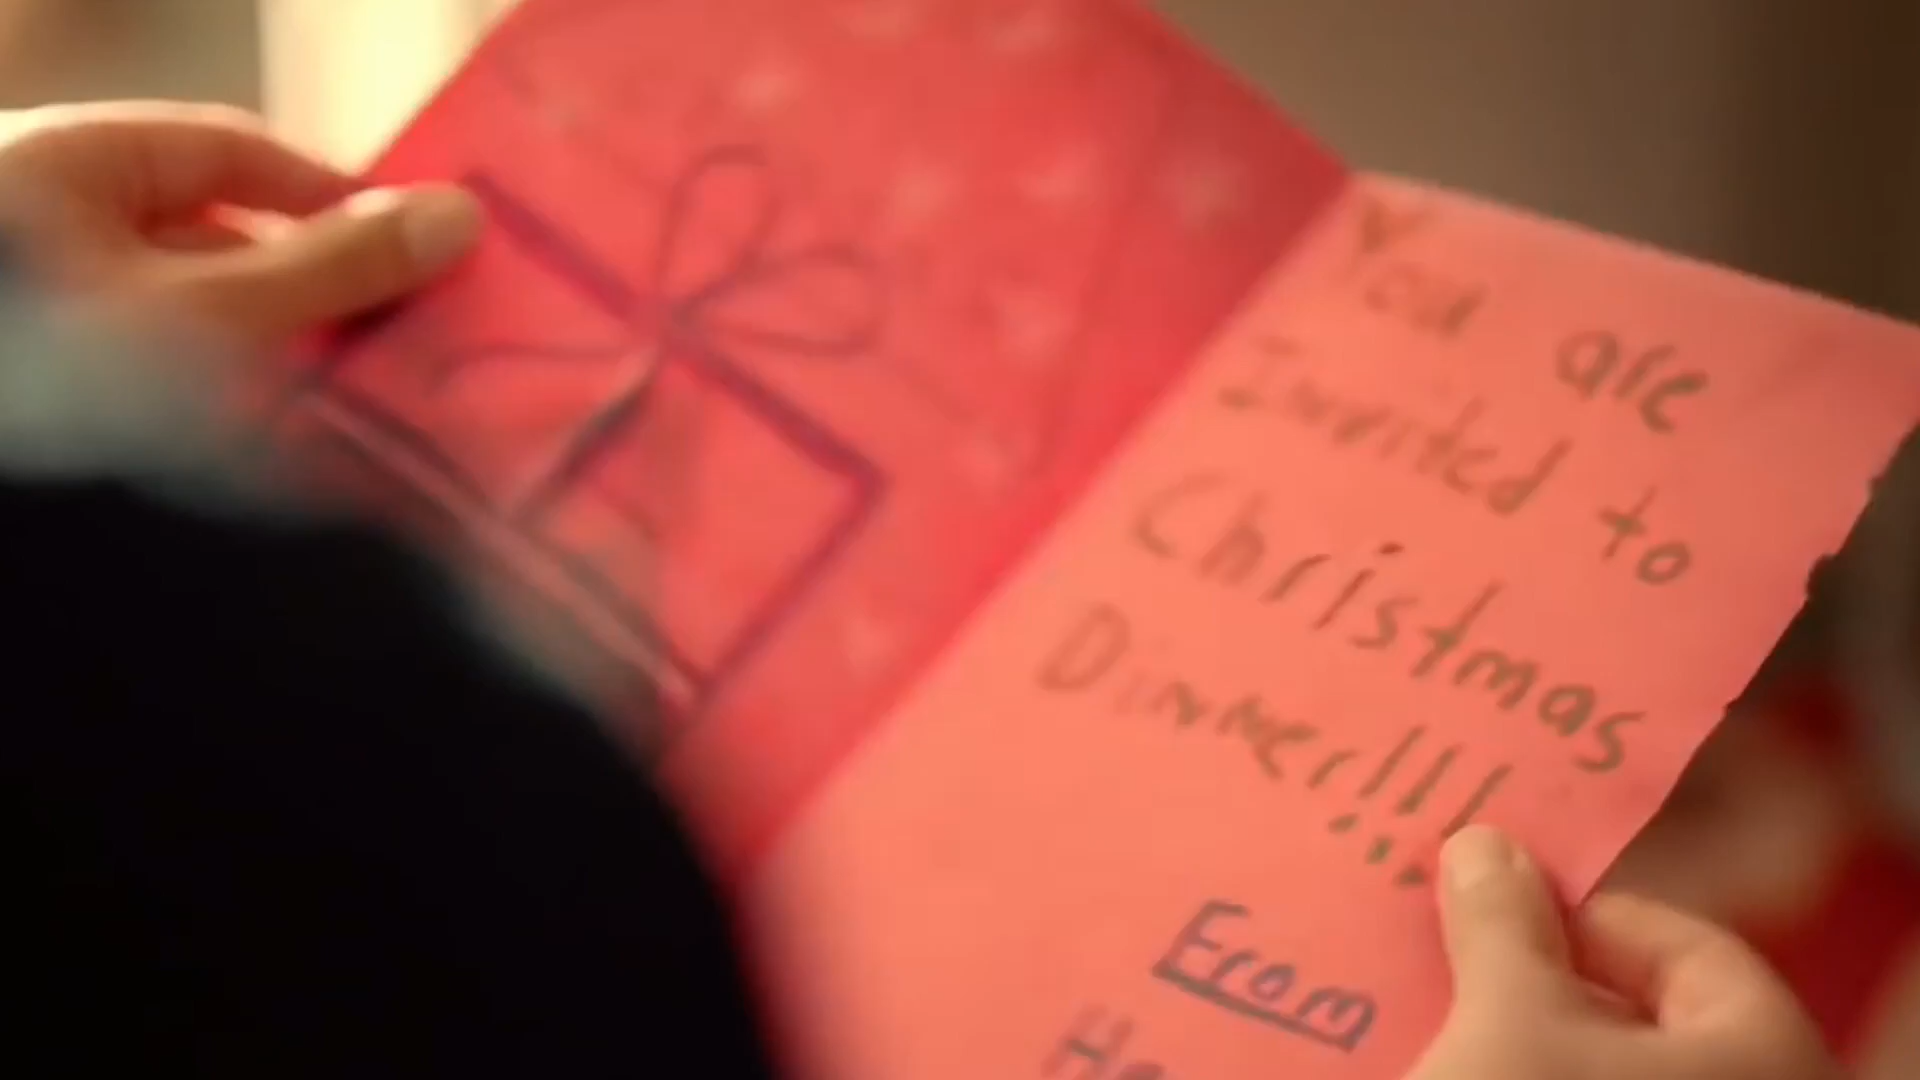 You are
Invited to
Christmas
Dinner!!!
From